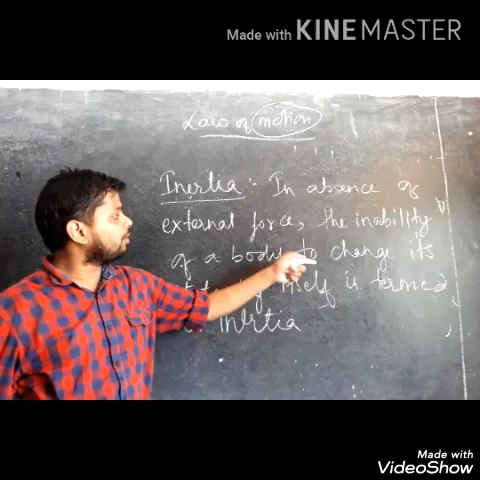 Made with KINEMASTER
Law of motion
Inertia :- In absence of
external force, the inability
of a body to change its
itself is termed
inertia
Made with
VideoShow